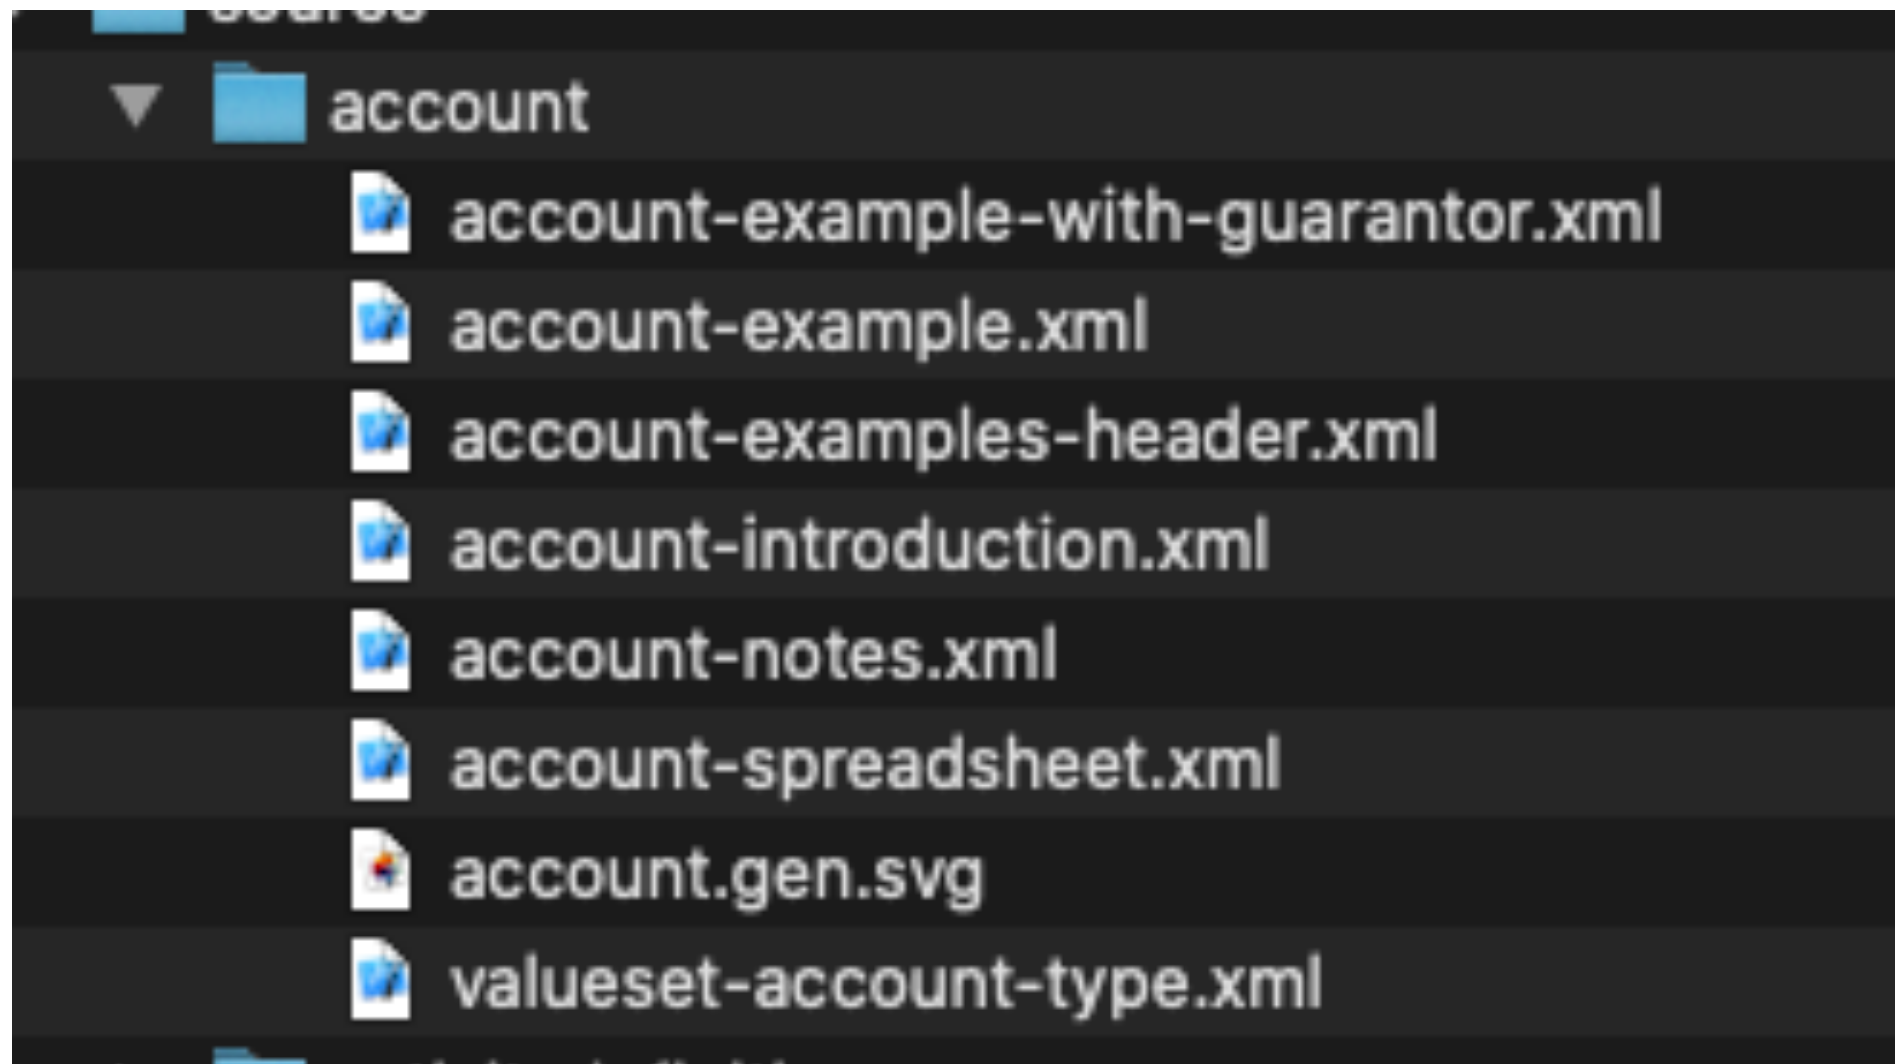 source
account
account-example-with-guarantor.xml
account-example.xml
account-examples-header.xml
account-introduction.xml
account-notes.xml
account-spreadsheet.xml
account.gen.svg
valueset-account-type.xml